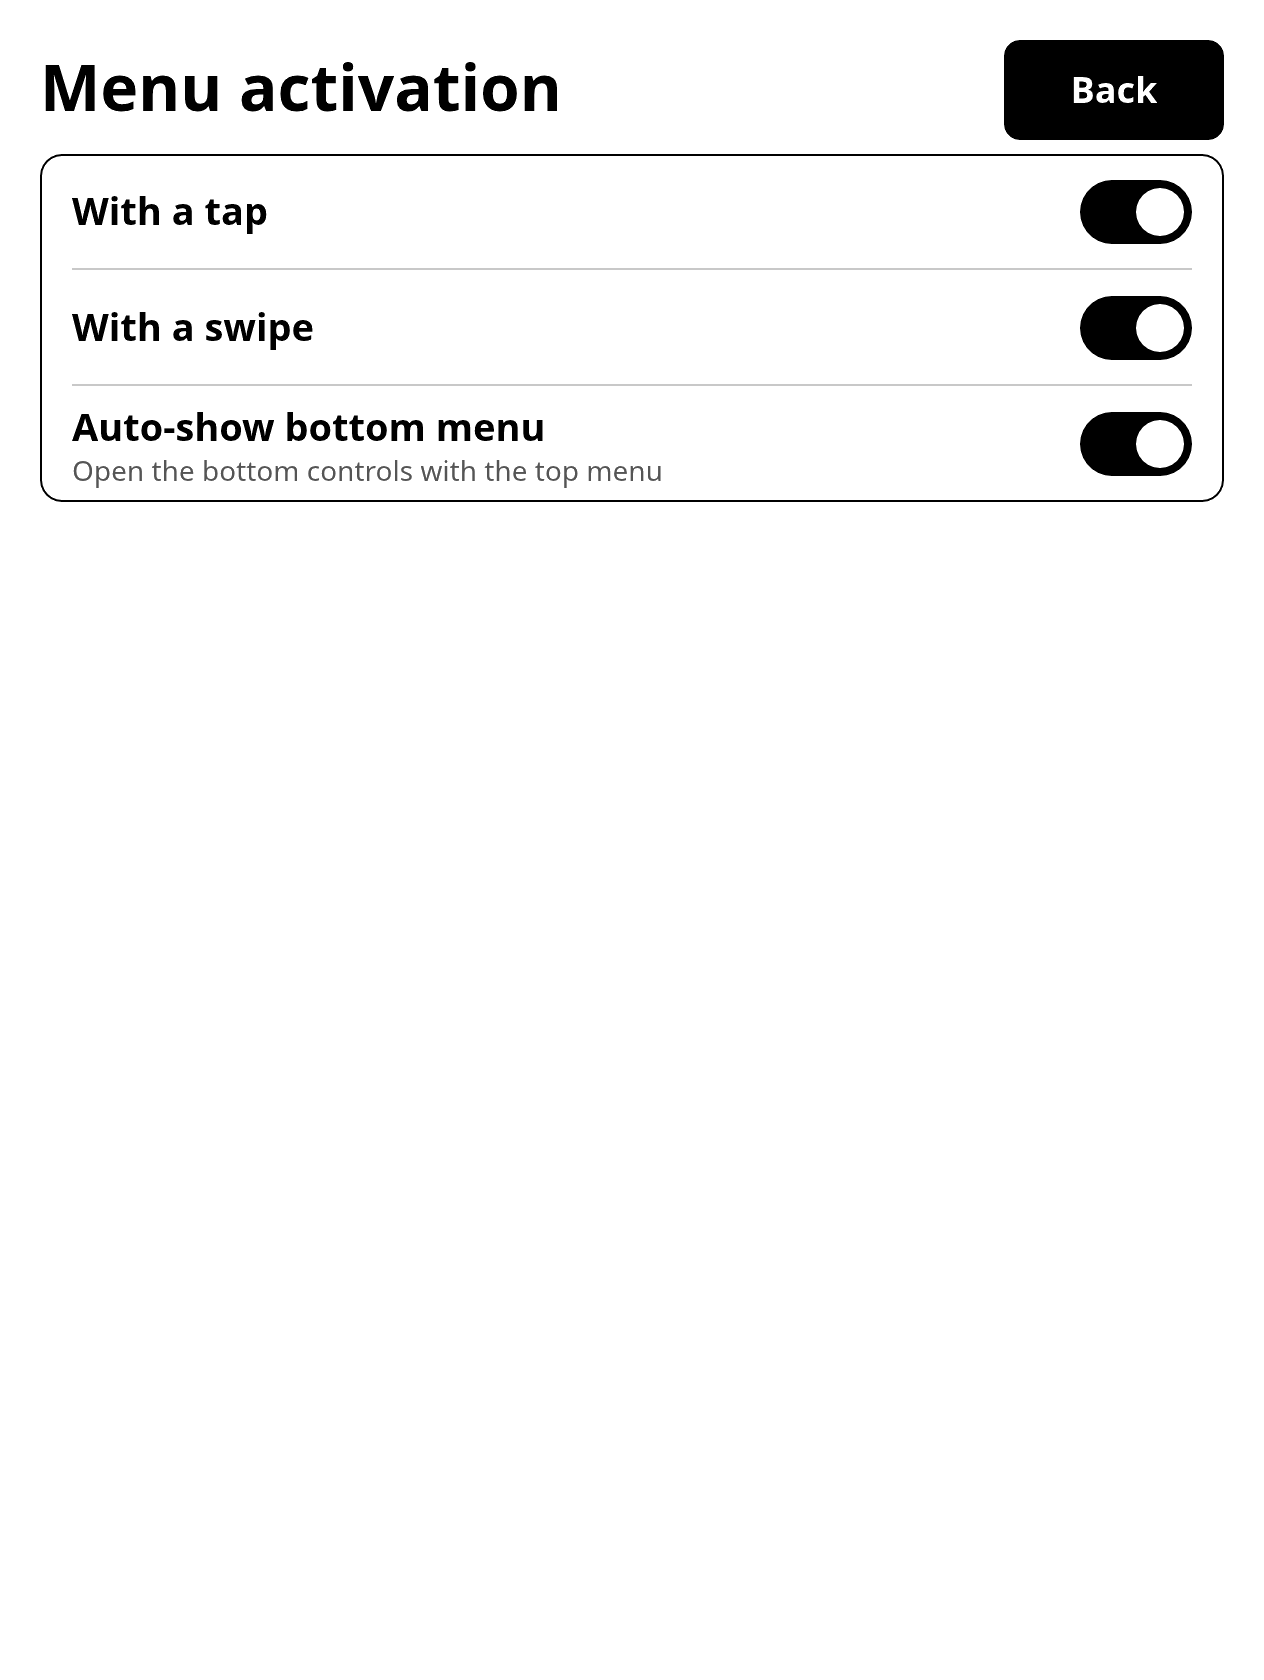 Menu activation
Back
With a tap
With a swipe
Auto-show bottom menu
Open the bottom controls with the top menu